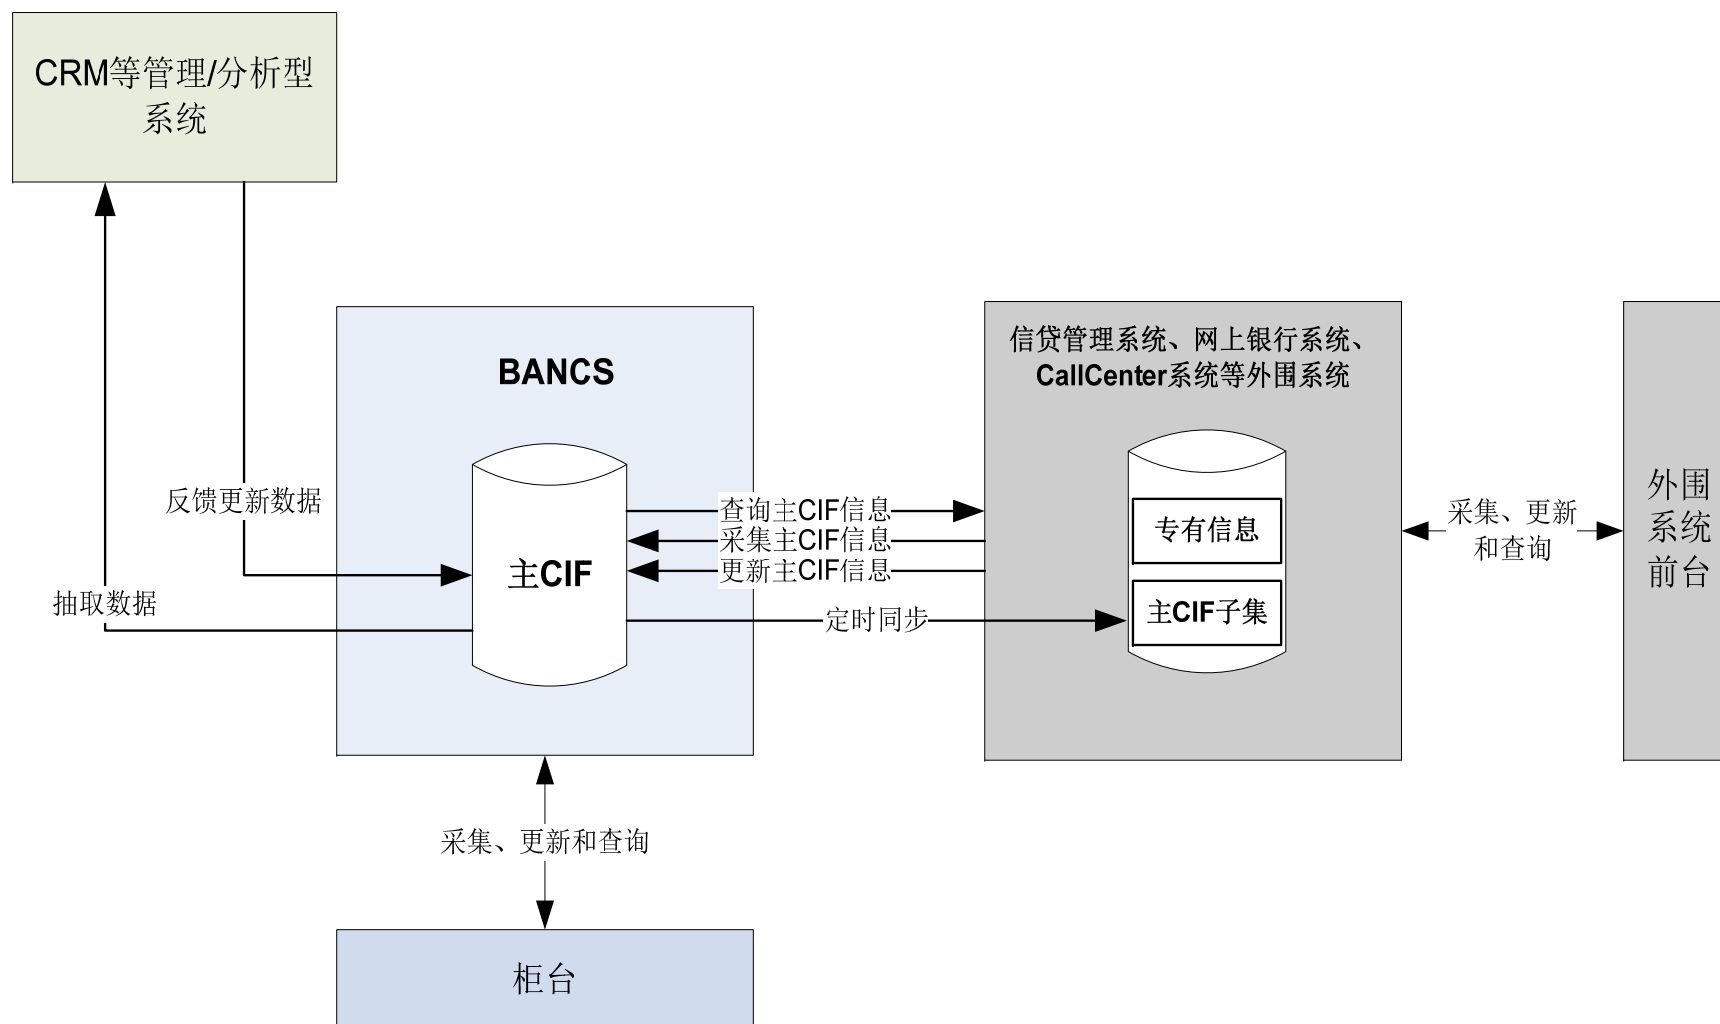 CRM等管理/分析型
系统
BANCS
信贷管理系统、网上银行系统、
CallCenter系统等外围系统
反馈更新数据
抽取数据
主CIF
查询主CIF信息
采集主CIF信息
更新主CIF信息
定时同步
专有信息
主CIF子集
采集、更新
和查询
外围
系统
前台
采集、更新和查询
柜台